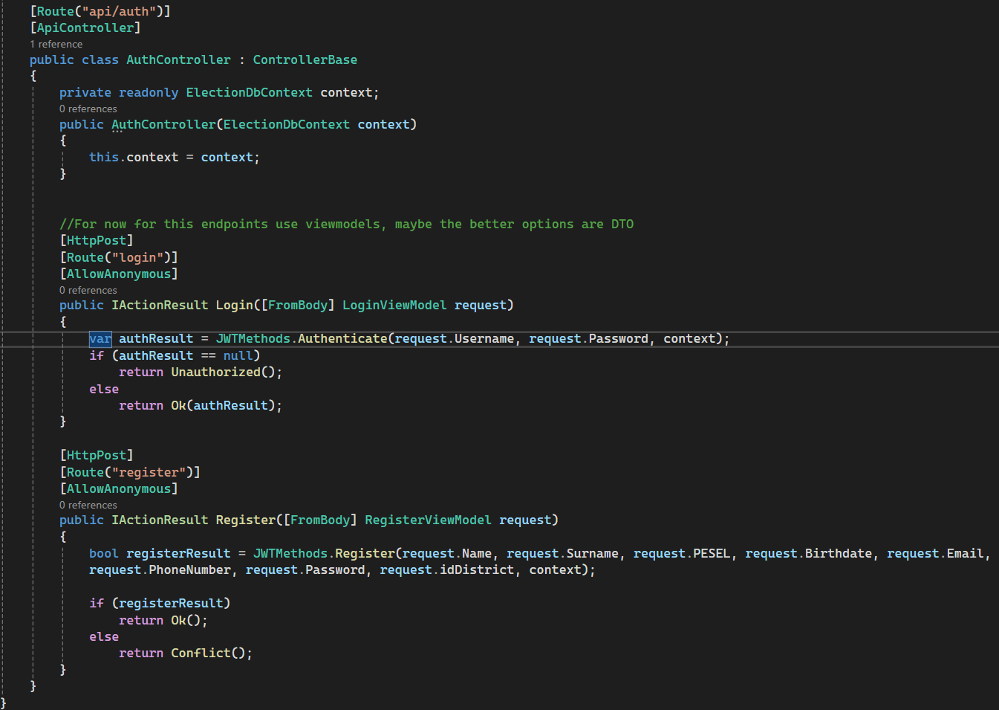 [Route("api/auth")]
[ApiController]
1 reference
public class AuthController : ControllerBase
{
private readonly ElectionDbContext context;
0 references
public AuthController(ElectionDbContext context)
{
this.context = context;
}
//For now for this endpoints use viewmodels, maybe the better options are DTO
[HttpPost]
[Route("login")]
[AllowAnonymous]
0 references
public IActionResult Login([FromBody] LoginViewModel request)
{
var authResult = JWTMethods.Authenticate(request.Username, request.Password, context);
if (authResult == null)
return Unauthorized();
else
return Ok(authResult);
}
[HttpPost]
[Route("register")]
[AllowAnonymous]
0 references
public IActionResult Register([FromBody] RegisterViewModel request)
{
bool registerResult = JWTMethods.Register(request.Name, request.Surname, request.PESEL, request.Birthdate, request.Email,
request.PhoneNumber, request.Password, request.idDistrict, context);
if (registerResult)
return Ok();
else
return Conflict();
}
}
}